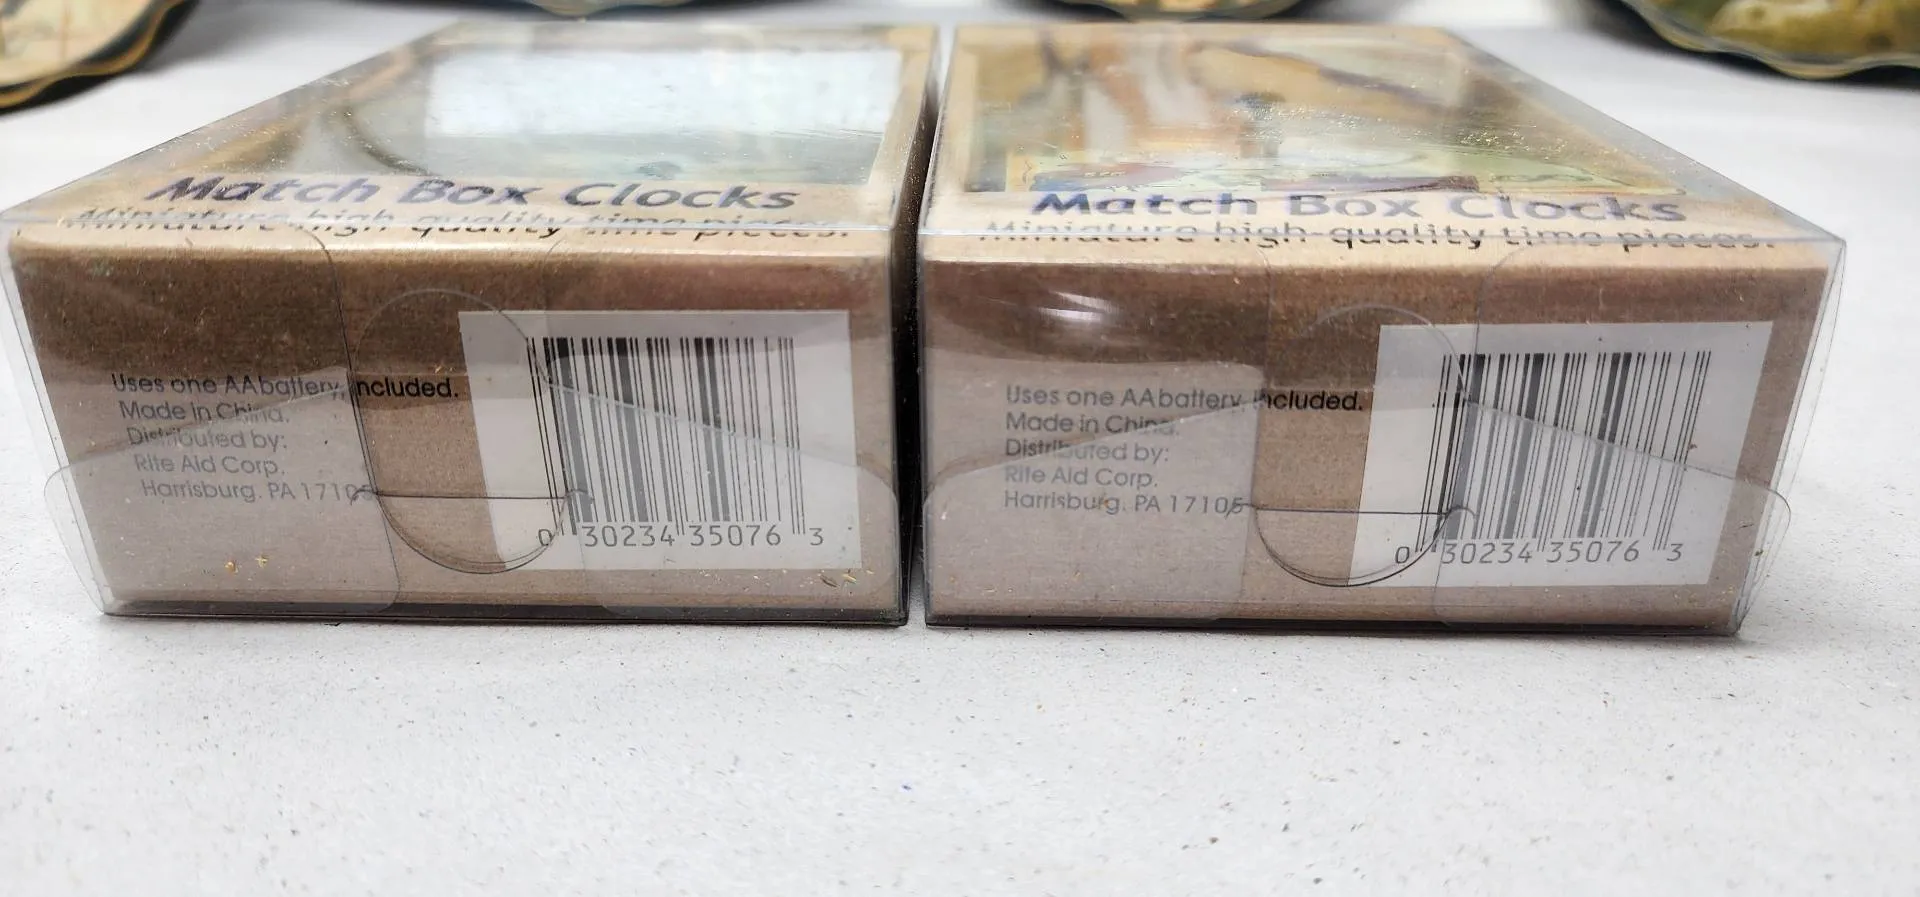 Match Box Clocks
Miniature high-quality time pieces.
Uses one AA battery, included.
Made in China.
Distributed by:
Rite Aid Corp.
Harrisburg, PA 17105
0 30234 35076 3
Match Box Clocks
Miniature high-quality time pieces.
Uses one AA battery, included.
Made in China.
Distributed by:
Rite Aid Corp.
Harrisburg, PA 17105
0 30234 35076 3